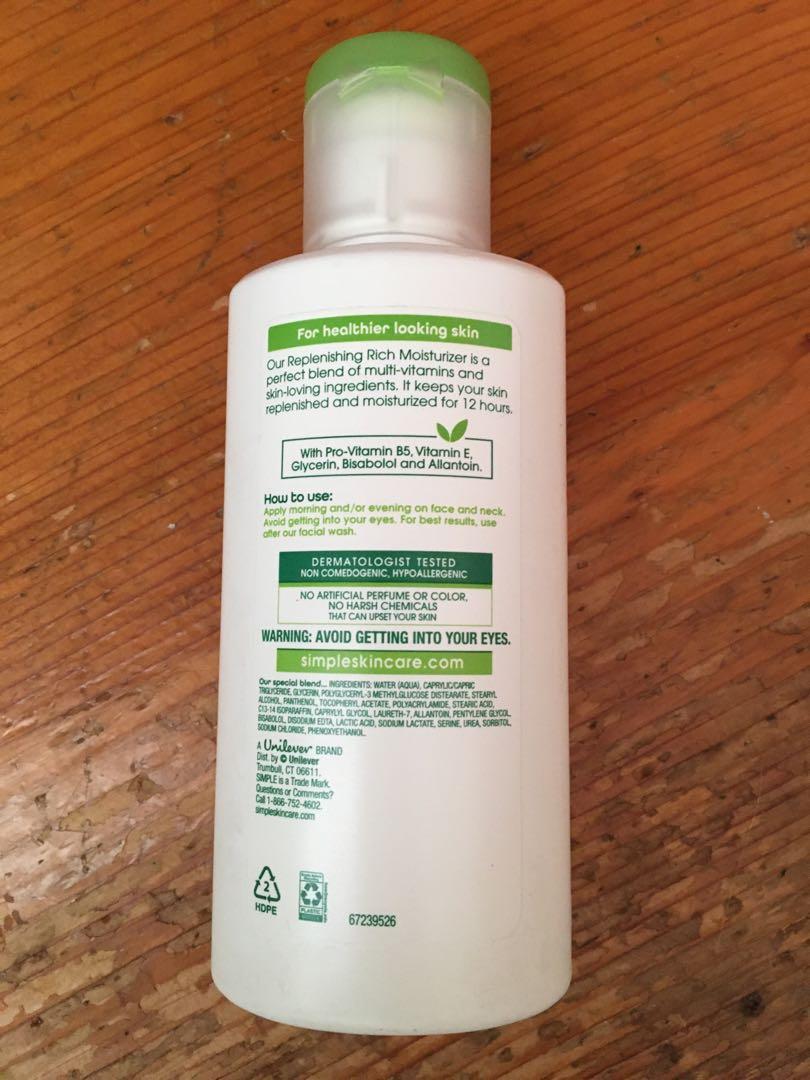 For healthier looking skin
Our Replenishing Rich Moisturizer is a
perfect blend of multi-vitamins and
skin-loving ingredients. It keeps your skin
replenished and moisturized for 12 hours.
With Pro-Vitamin B5, Vitamin E,
Glycerin, Bisabolol and Allantoin.
How to use:
Apply morning and/or evening on face and neck.
Avoid getting into your eyes. For best results, use
after our facial wash.
DERMATOLOGIST TESTED
NON COMEDOGENIC, HYPOALLERGENIC
NO ARTIFICIAL PERFUME OR COLOR,
NO HARSH CHEMICALS
THAT CAN UPSET YOUR SKIN
WARNING: AVOID GETTING INTO YOUR EYES.
simpleskincare.com
Our special blend... INGREDIENTS: WATER (AQUA), CAPRYLIC/CAPRIC
TRIGLYCERIDE, GLYCERIN, POLYGLYCERYL-3 METHYLGLUCOSE DISTEARATE, STEARYL
ALCOHOL, PANTHENOL, TOCOPHERYL ACETATE, POLYACRYLAMIDE, STEARIC ACID,
C13-14 ISOPARAFFIN, CAPRYLYL GLYCOL, LAURETH-7, ALLANTOIN, PENTYLENE GLYCOL,
BISABOLOL, DISODIUM EDTA, LACTIC ACID, SODIUM LACTATE, SERINE, UREA, SORBITOL,
SODIUM CHLORIDE, PHENOXYETHANOL.
A Unilever BRAND
Dist. by © Unilever
Trumbull, CT 06611.
SIMPLE is a Trade Mark.
Questions or Comments?
Call 1-866-752-4602.
simpleskincare.com
2
HDPE
PLASTIC
67239526